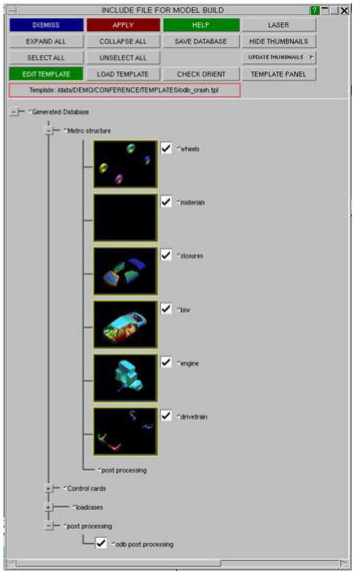 INCLUDE FILE FOR MODEL BUILD
DISMISS APPLY HELP LASER
EXPAND ALL COLLAPSE ALL SAVE DATABASE HIDE THUMBNAILS
SELECT ALL UNSELECT ALL UPDATE THUMBNAILS
EDIT TEMPLATE LOAD TEMPLATE CHECK ORIENT TEMPLATE PANEL
Template: /data/DEMO/CONFERENCE/TEMPLATES/odb_crash.tpl
Generated Database
Metro structure
wheels
materials
closures
biw
engine
drivetrain
post processing
Control cards
loadcases
post processing
odb post processing